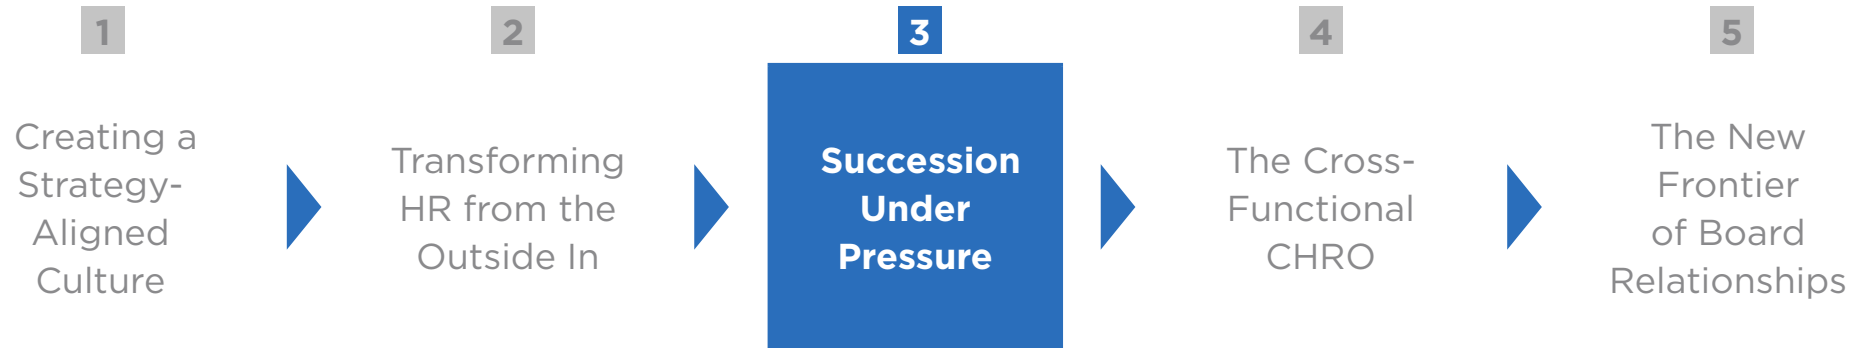 1
Creating a
Strategy-
Aligned
Culture
2
Transforming
HR from the
Outside In
3
Succession
Under
Pressure
4
The Cross-
Functional
CHRO
5
The New
Frontier
of Board
Relationships